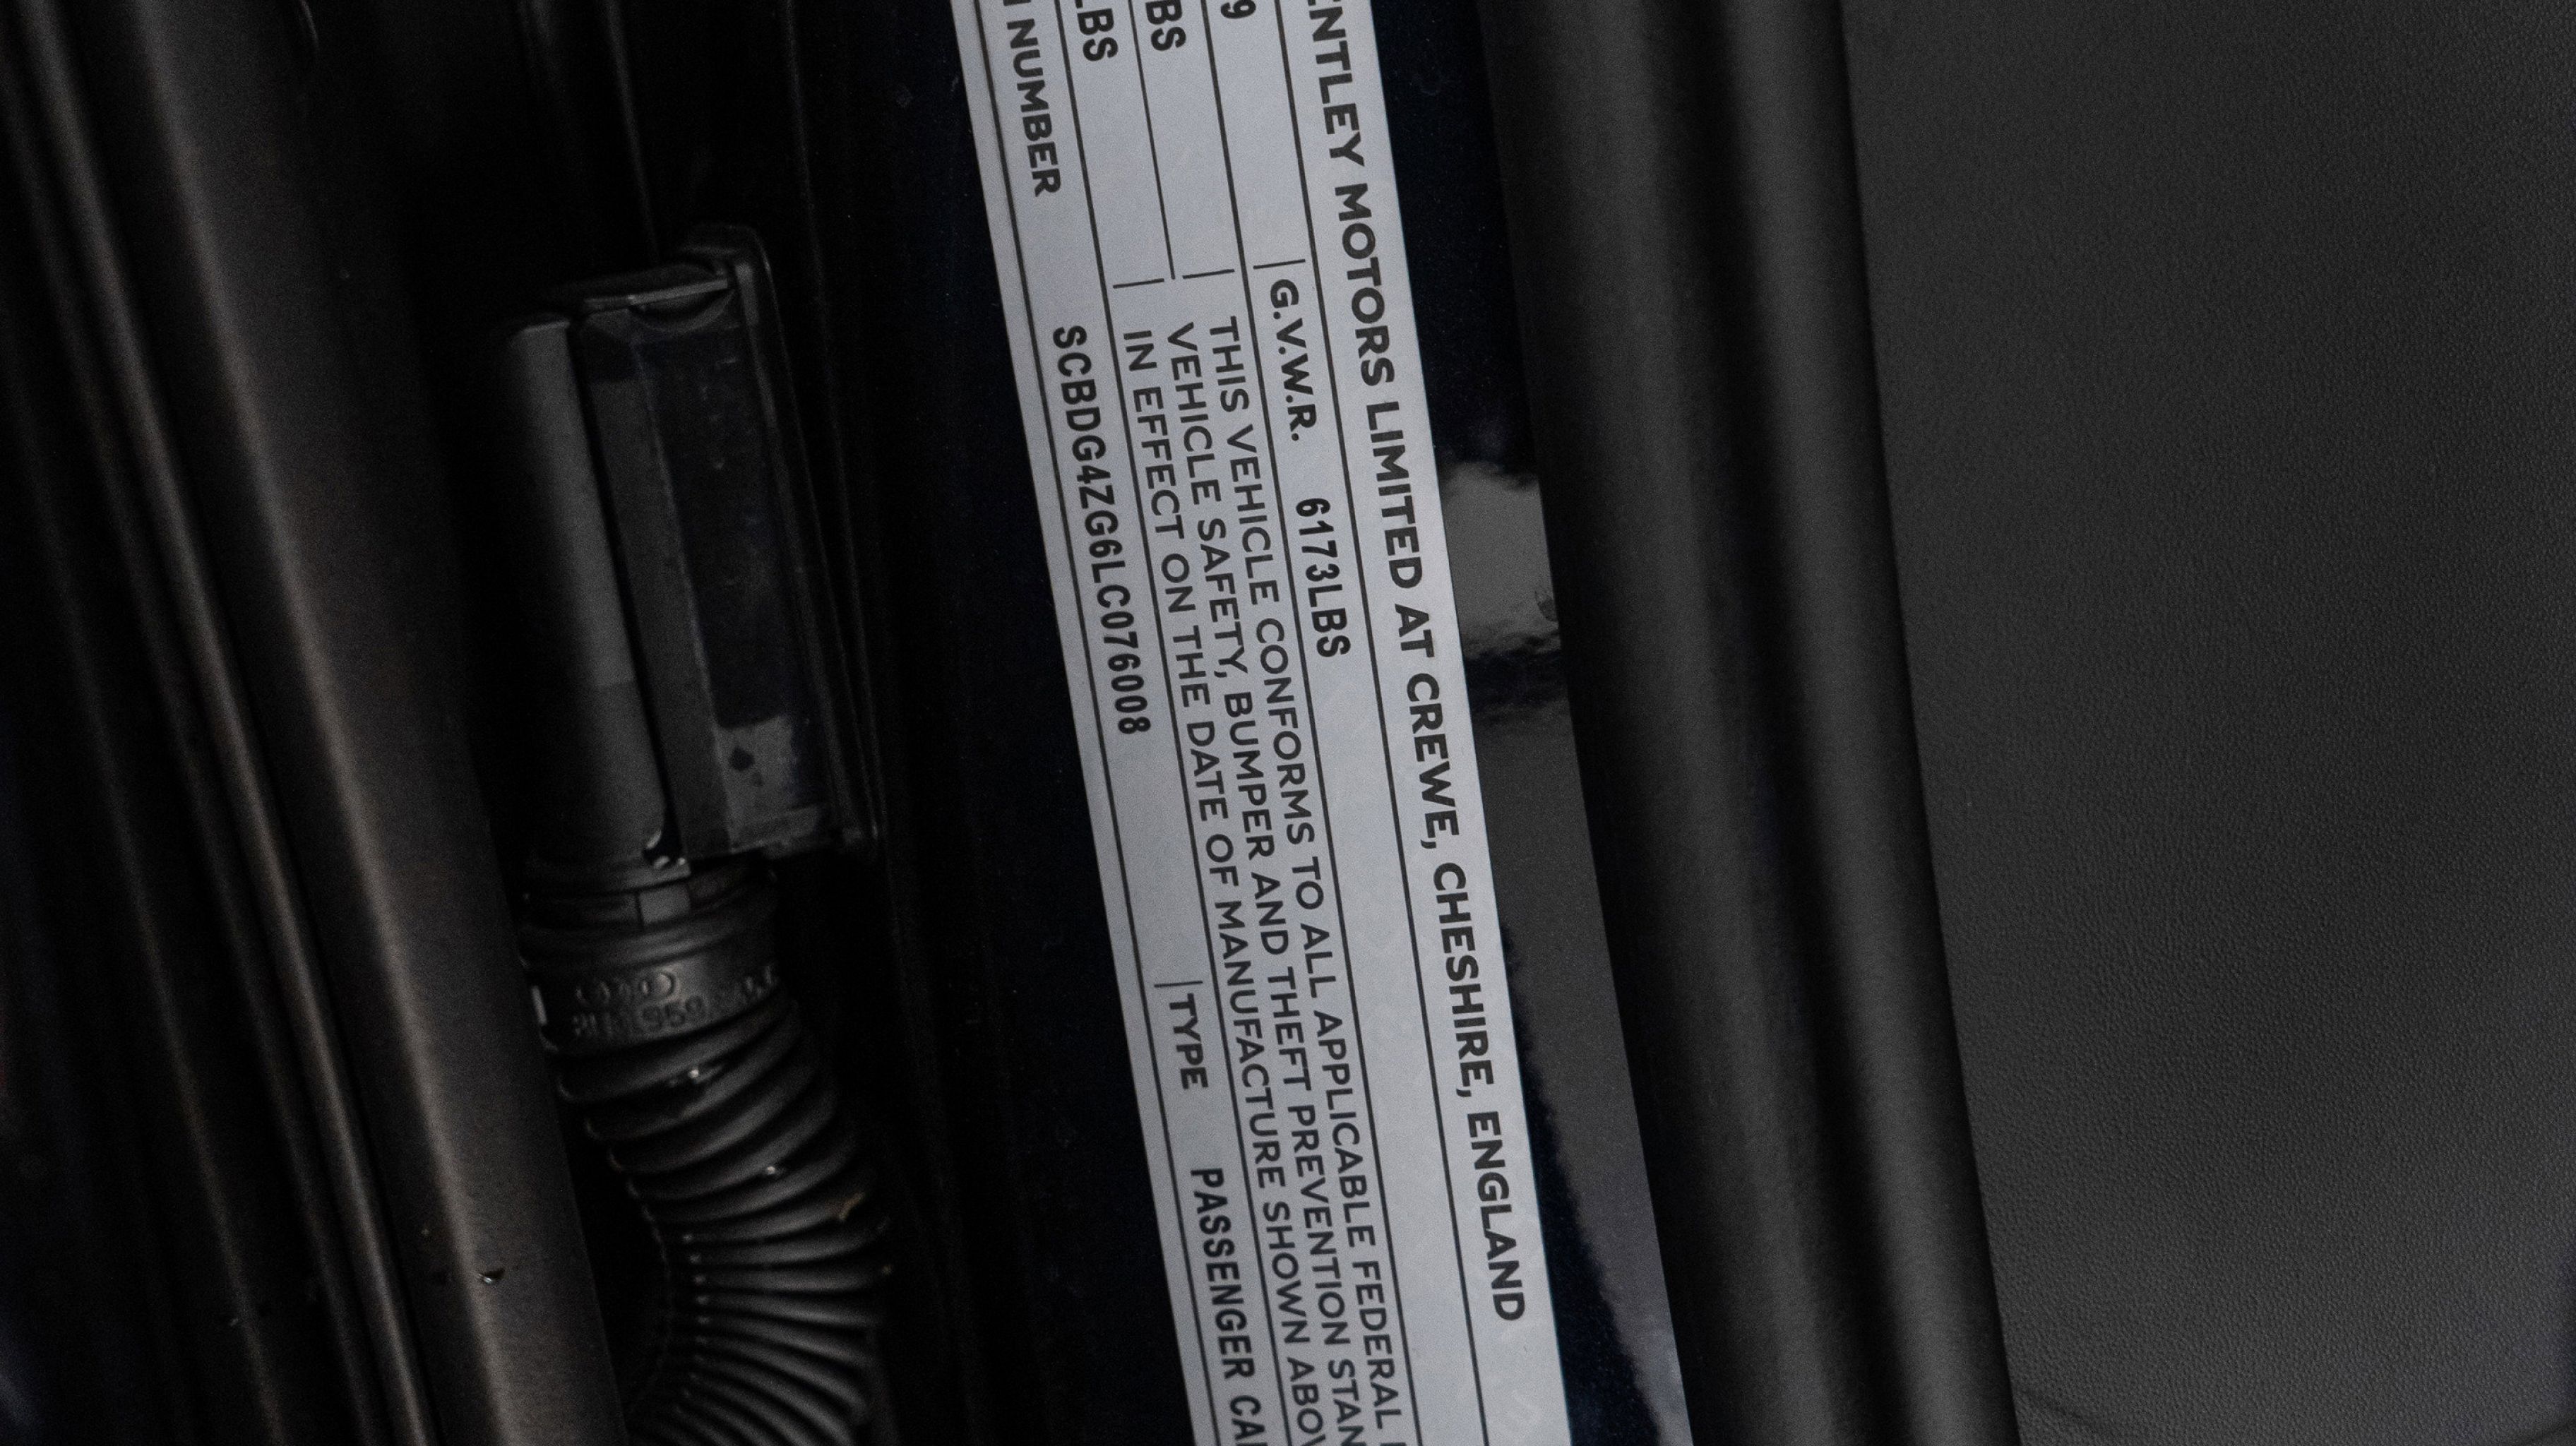 ENTLEY MOTORS LIMITED AT CREWE, CHESHIRE, ENGLAND
9 G.V.W.R. 6173LBS
BS THIS VEHICLE CONFORMS TO ALL APPLICABLE FEDERAL
VEHICLE SAFETY, BUMPER AND THEFT PREVENTION STAN
LBS IN EFFECT ON THE DATE OF MANUFACTURE SHOWN ABOV
N NUMBER SCBDG4ZG6LC076008 TYPE PASSENGER CA
959